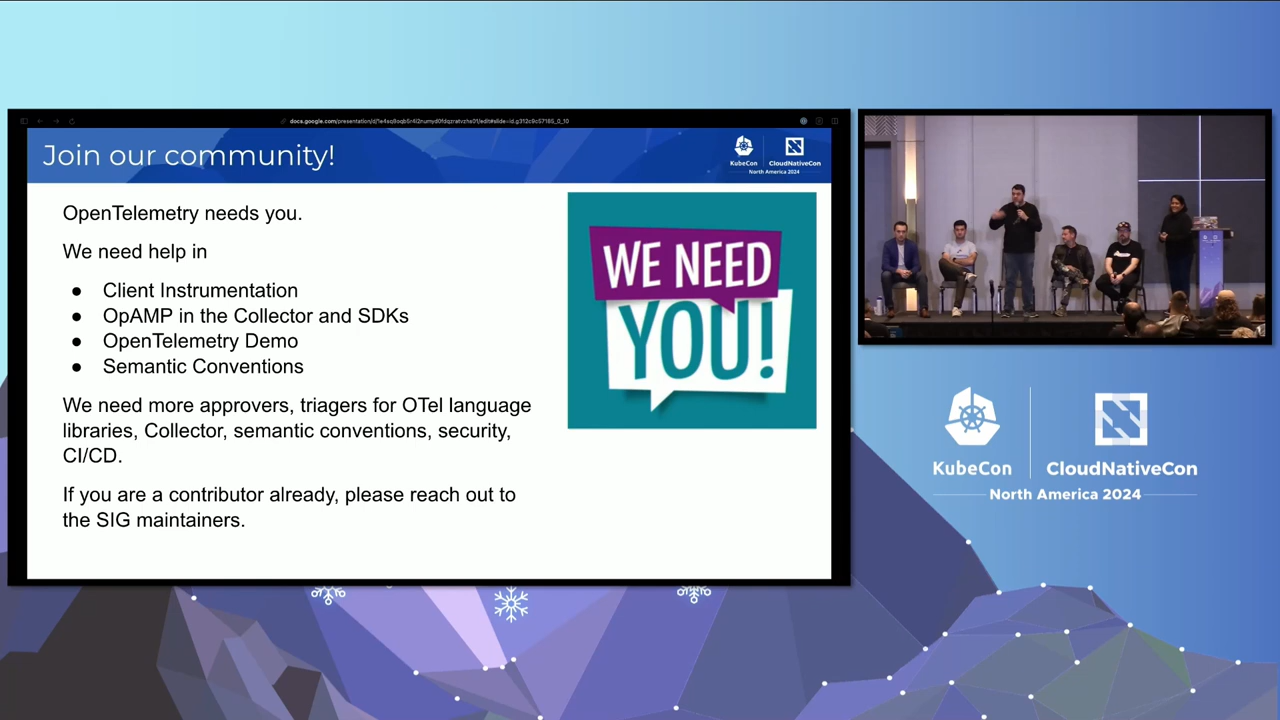 Join our community!
KubeCon
CloudNativeCon
North America 2024
OpenTelemetry needs you.
We need help in
● Client Instrumentation
● OpAMP in the Collector and SDKs
● OpenTelemetry Demo
● Semantic Conventions
We need more approvers, triagers for OTel language
libraries, Collector, semantic conventions, security,
CI/CD.
If you are a contributor already, please reach out to
the SIG maintainers.
WE NEED
YOU!
KubeCon
CloudNativeCon
North America 2024